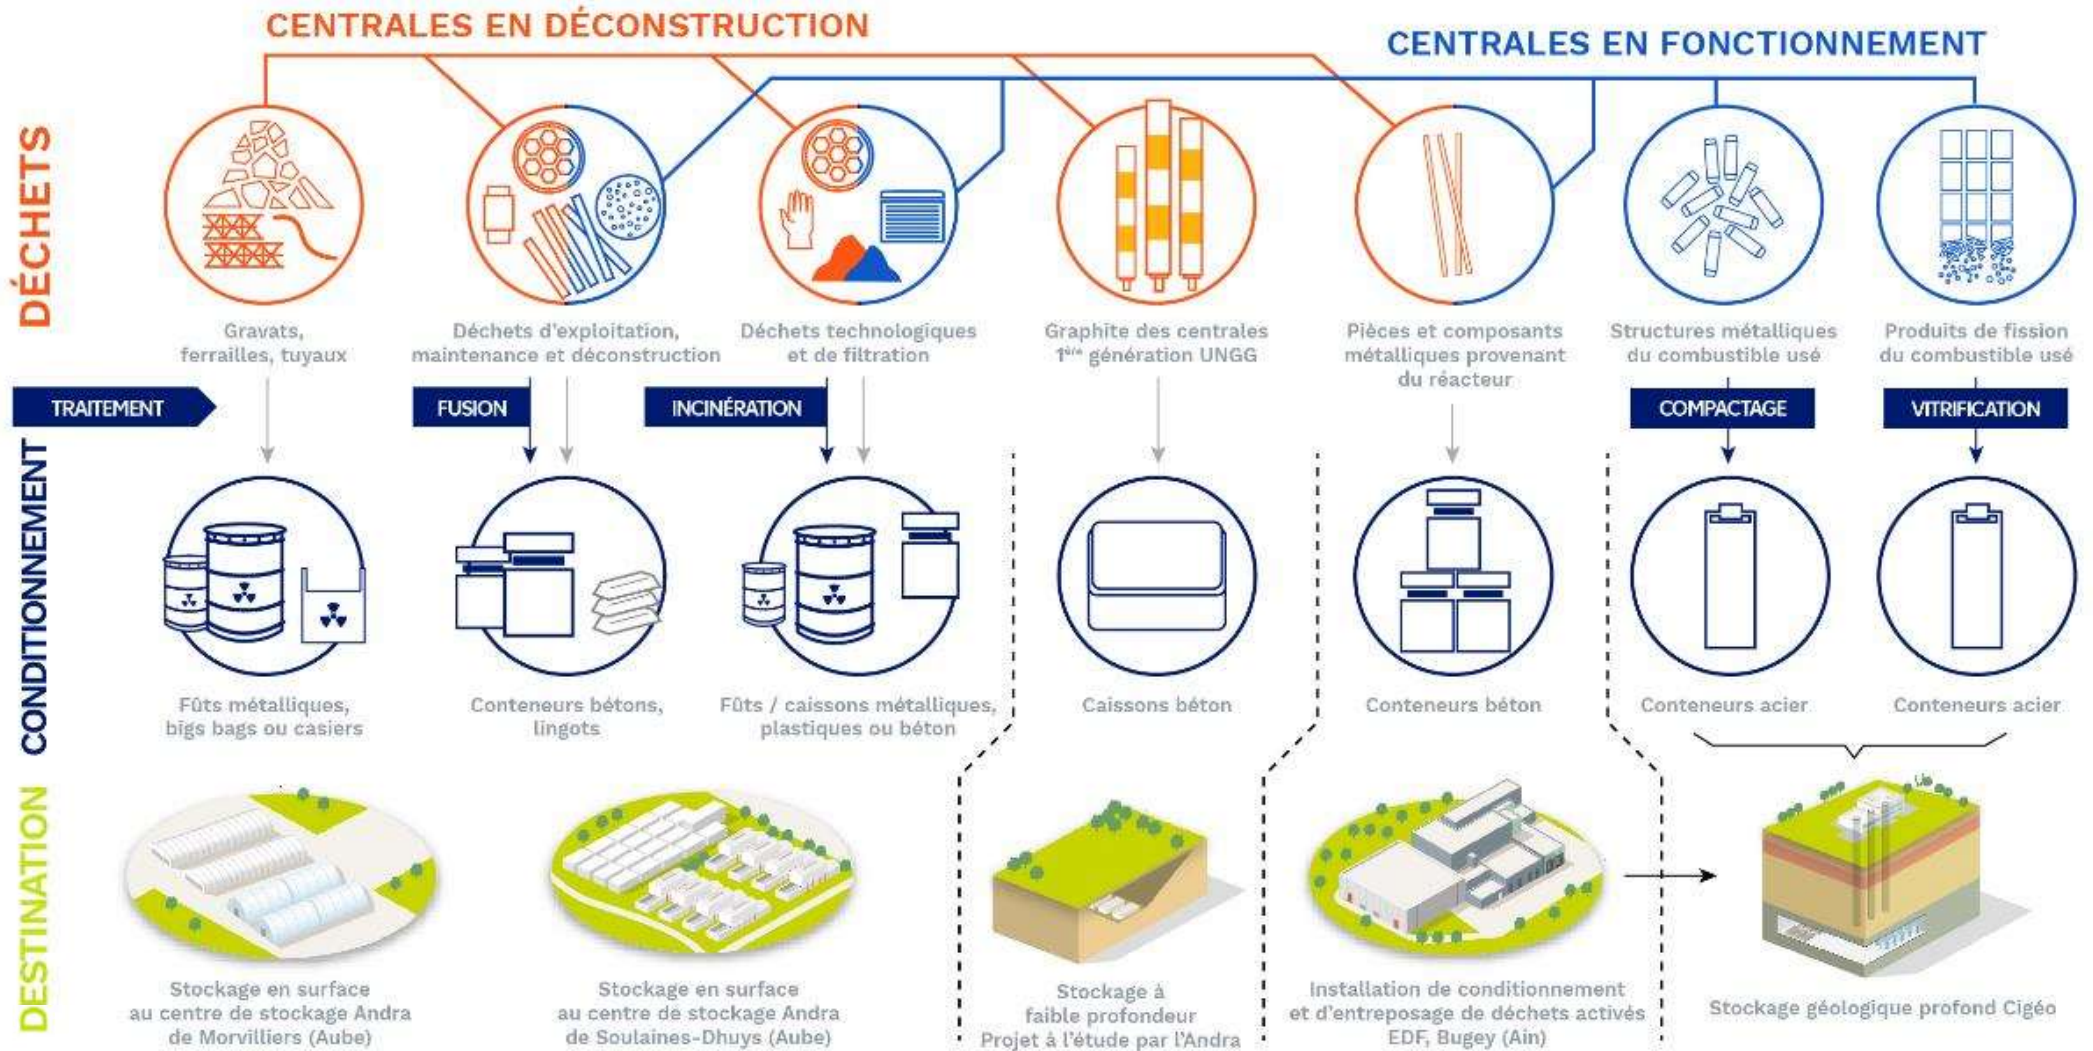 CENTRALES EN DÉCONSTRUCTION
CENTRALES EN FONCTIONNEMENT
DÉCHETS
Gravats,
ferrailles, tuyaux
Déchets d'exploitation,
maintenance et déconstruction
Déchets technologiques
et de filtration
Graphite des centrales
1ère génération UNGG
Pièces et composants
métalliques provenant
du réacteur
Structures métalliques
du combustible usé
Produits de fission
du combustible usé
TRAITEMENT
FUSION
INCINÉRATION
COMPACTAGE
VITRIFICATION
CONDITIONNEMENT
Fûts métalliques,
bigs bags ou casiers
Conteneurs bétons,
lingots
Fûts / caissons métalliques,
plastiques ou béton
Caissons béton
Conteneurs béton
Conteneurs acier
Conteneurs acier
DESTINATION
Stockage en surface
au centre de stockage Andra
de Morvilliers (Aube)
Stockage en surface
au centre de stockage Andra
de Soulaines-Dhuys (Aube)
Stockage à
faible profondeur
Projet à l'étude par l'Andra
Installation de conditionnement
et d'entreposage de déchets activés
EDF, Bugey (Ain)
Stockage géologique profond Cigéo